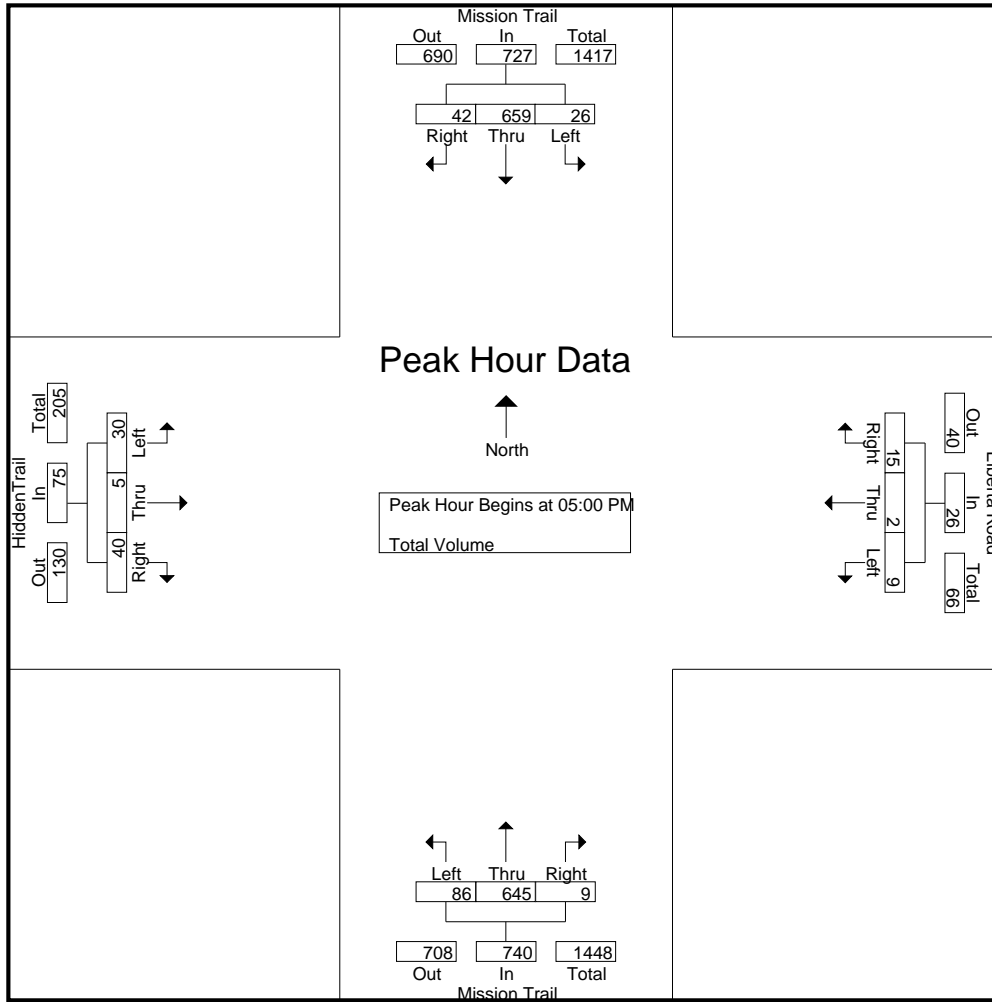 Mission Trail
Out In Total
690 727 1417
42 659 26
Right Thru Left
Peak Hour Data
North
Peak Hour Begins at 05:00 PM
Total Volume
HiddenTrail
Out In Total
130 75 205
40 5 30
Right Thru Left
Out In Total
40 26 66
15 2 9
Right Thru Left
Left Thru Right
86 645 9
708 740 1448
Out In Total
Mission Trail